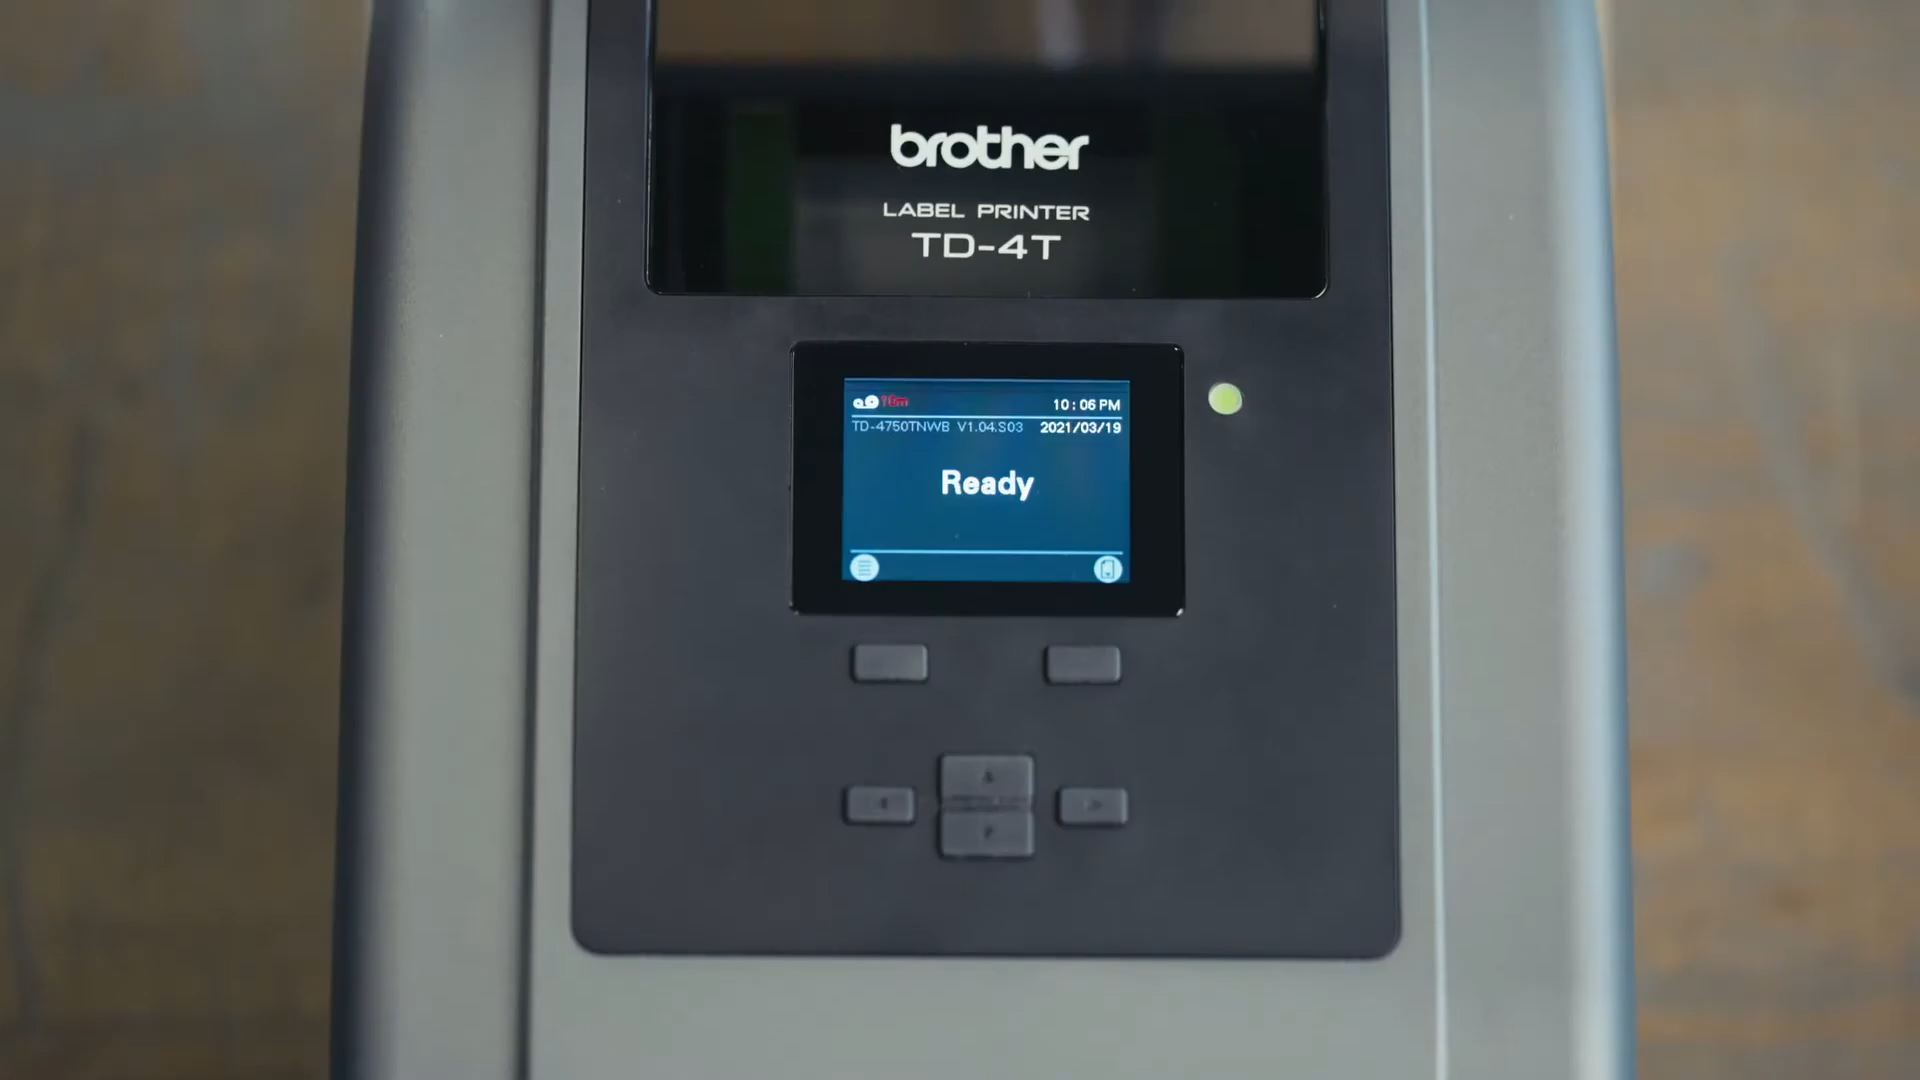 brother
LABEL PRINTER
TD-4T
10:06 PM
TD-4750TNWB V1.04.S03 2021/03/19
Ready